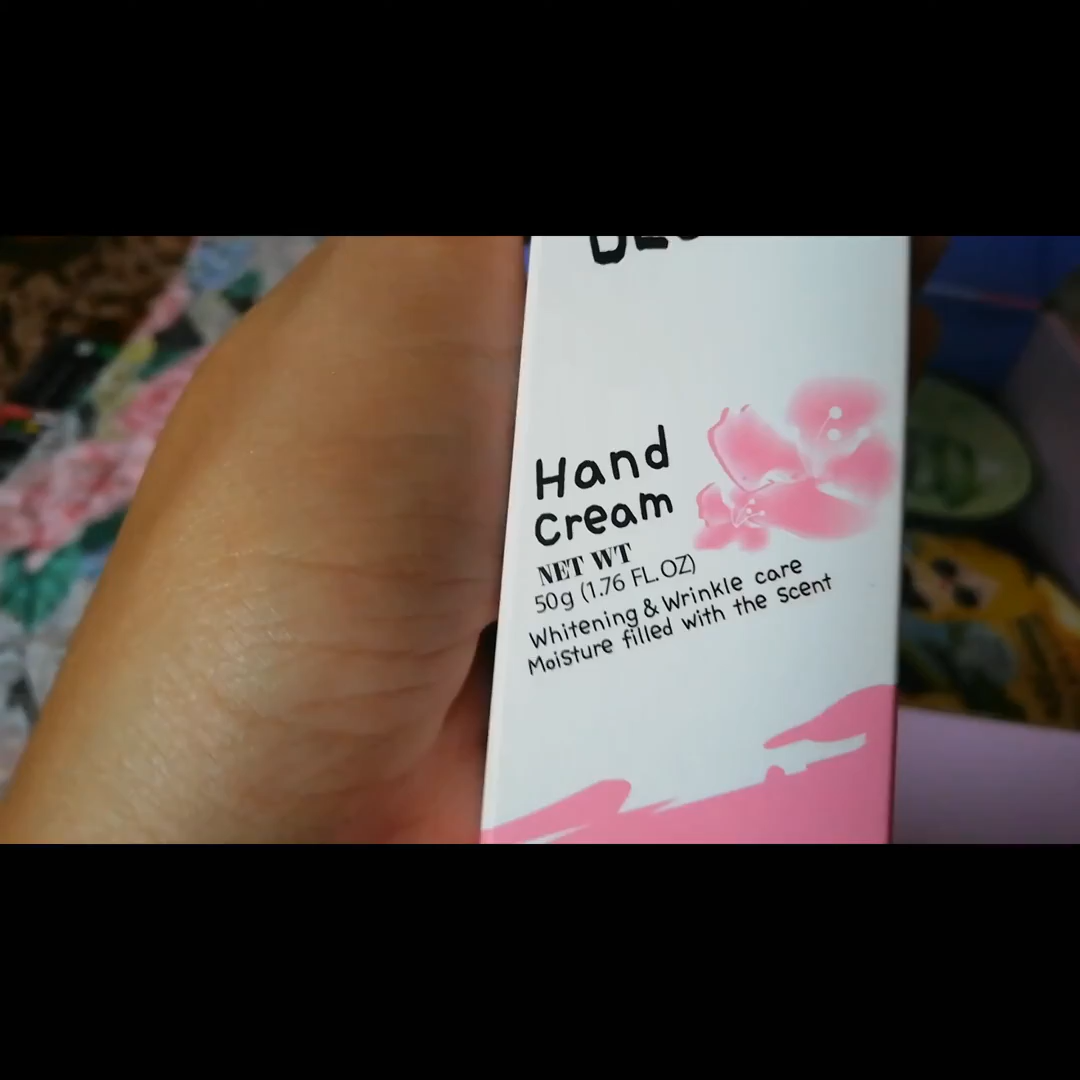 Hand
Cream
NET WT
50g (1.76 FL.OZ)
Whitening & Wrinkle care
Moisture filled with the scent